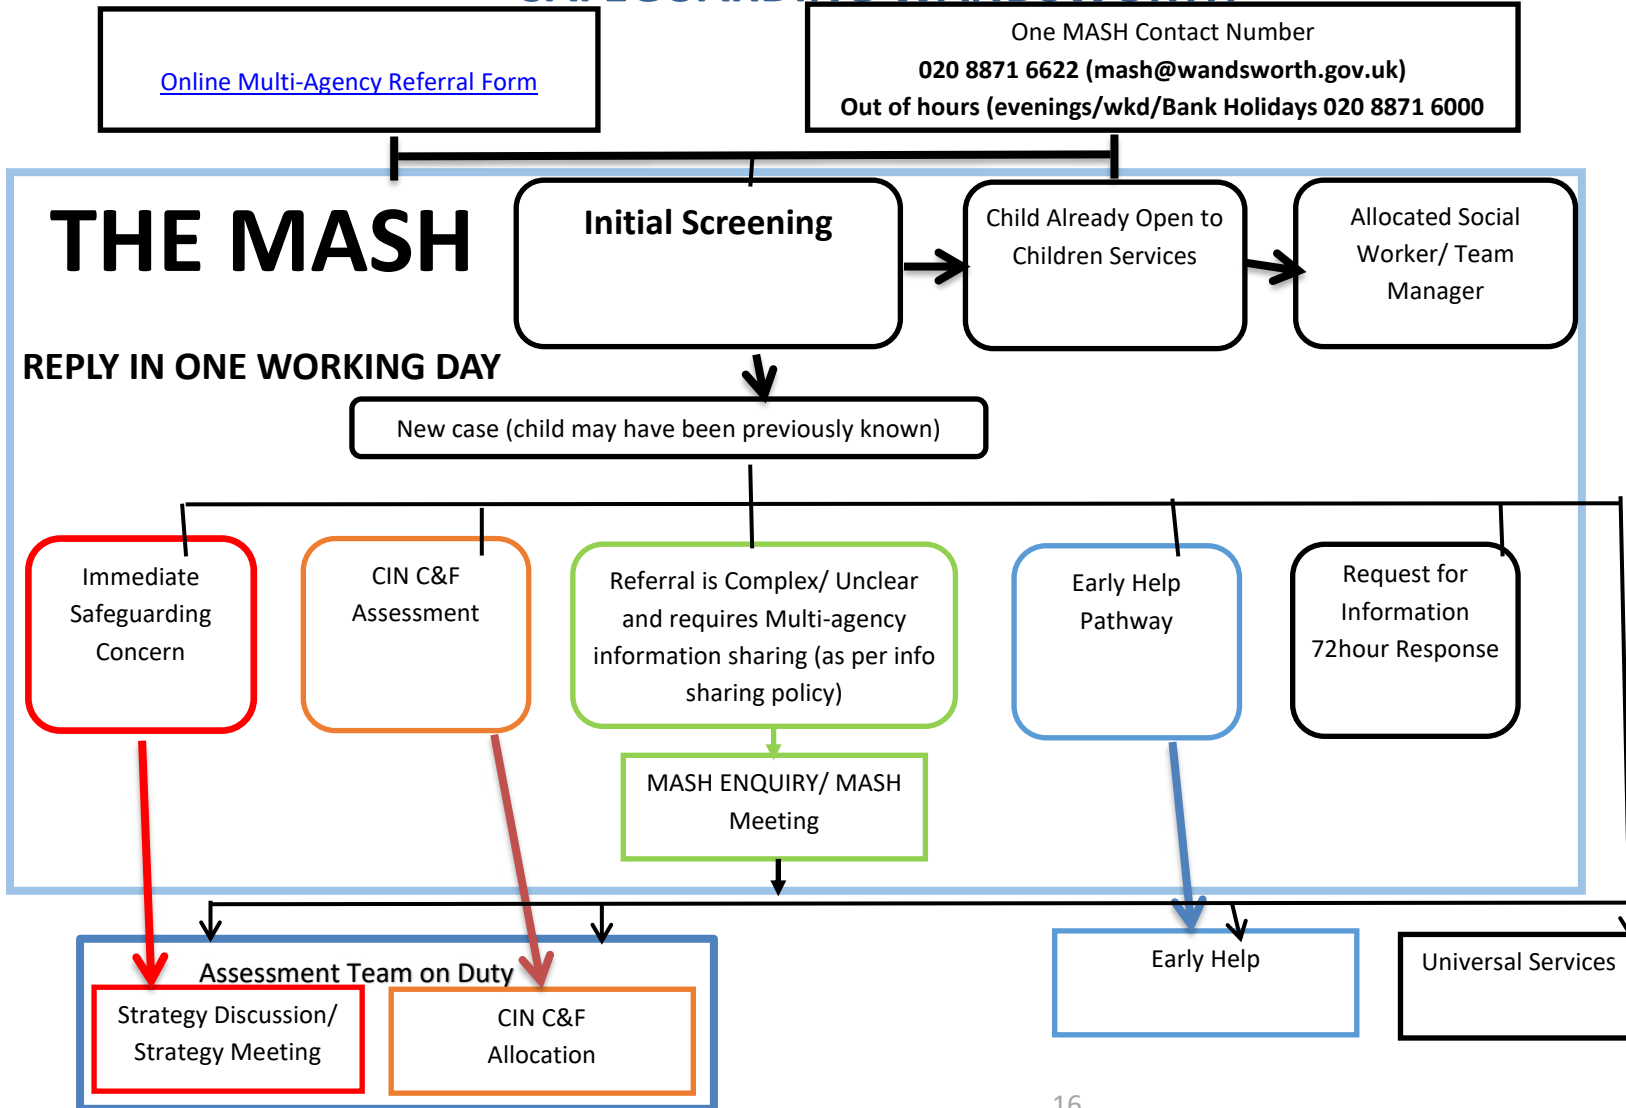 SAFEGUARDING WANDSWORTH
Online Multi-Agency Referral Form
One MASH Contact Number
020 8871 6622 (mash@wandsworth.gov.uk)
Out of hours (evenings/wkd/Bank Holidays 020 8871 6000
THE MASH
Initial Screening
Child Already Open to
Children Services
Allocated Social
Worker/ Team
Manager
REPLY IN ONE WORKING DAY
New case (child may have been previously known)
Immediate
Safeguarding
Concern
CIN C&F
Assessment
Referral is Complex/ Unclear
and requires Multi-agency
information sharing (as per info
sharing policy)
Early Help
Pathway
Request for
Information
72hour Response
MASH ENQUIRY/ MASH
Meeting
Assessment Team on Duty
Strategy Discussion/
Strategy Meeting
CIN C&F
Allocation
Early Help
Universal Services
16